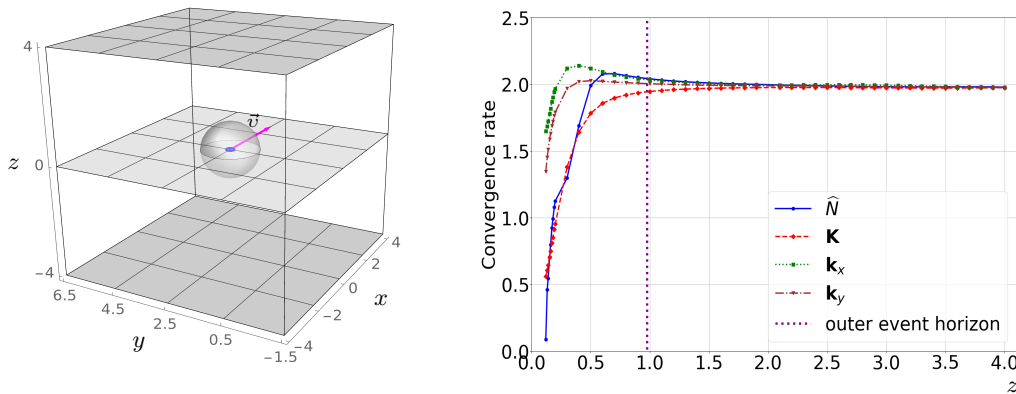 4
z
0
−4
v⃗
6.5
4.5
2.5
0.5
−1.5
y
−4
−2
0
2
4
x
2.5
2.0
1.5
1.0
0.5
0.0
Convergence rate
N̂
K
k_x
k_y
outer event horizon
0.0 0.5 1.0 1.5 2.0 2.5 3.0 3.5 4.0
z